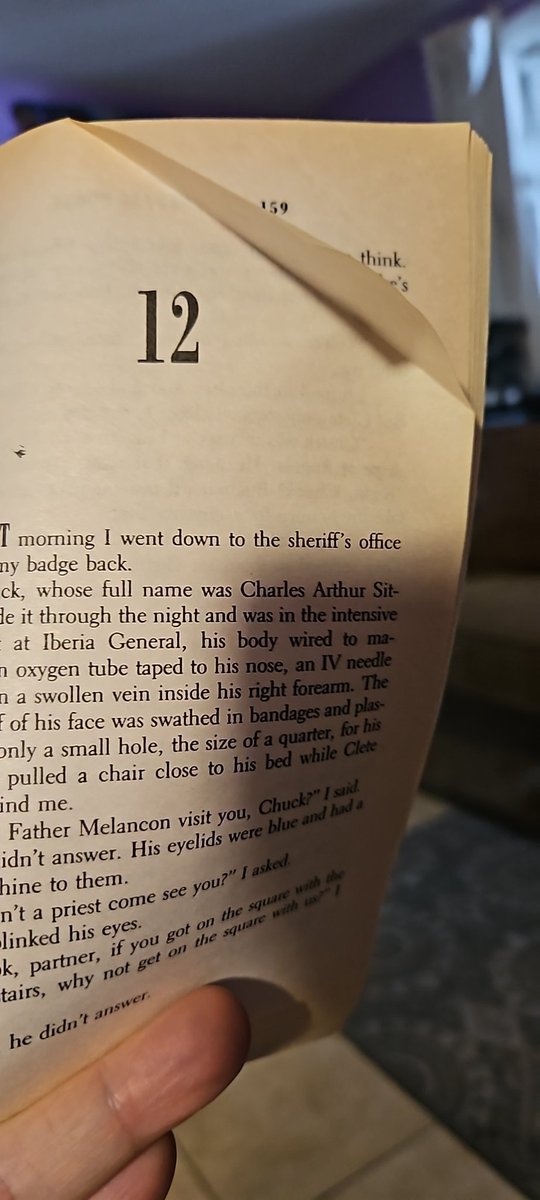 159
think.
's
12
T morning I went down to the sheriff's office
ny badge back.
ck, whose full name was Charles Arthur Sit-
de it through the night and was in the intensive
at Iberia General, his body wired to ma-
n oxygen tube taped to his nose, an IV needle
n a swollen vein inside his right forearm. The
f of his face was swathed in bandages and plas-
only a small hole, the size of a quarter, for his
pulled a chair close to his bed while Clete
ind me.
Father Melancon visit you, Chuck?" I said.
idn't answer. His eyelids were blue and had a
hine to them.
n't a priest come see you?" I asked.
linked his eyes.
ok, partner, if you got on the square with the
tairs, why not get on the square with us?" I
he didn't answer.